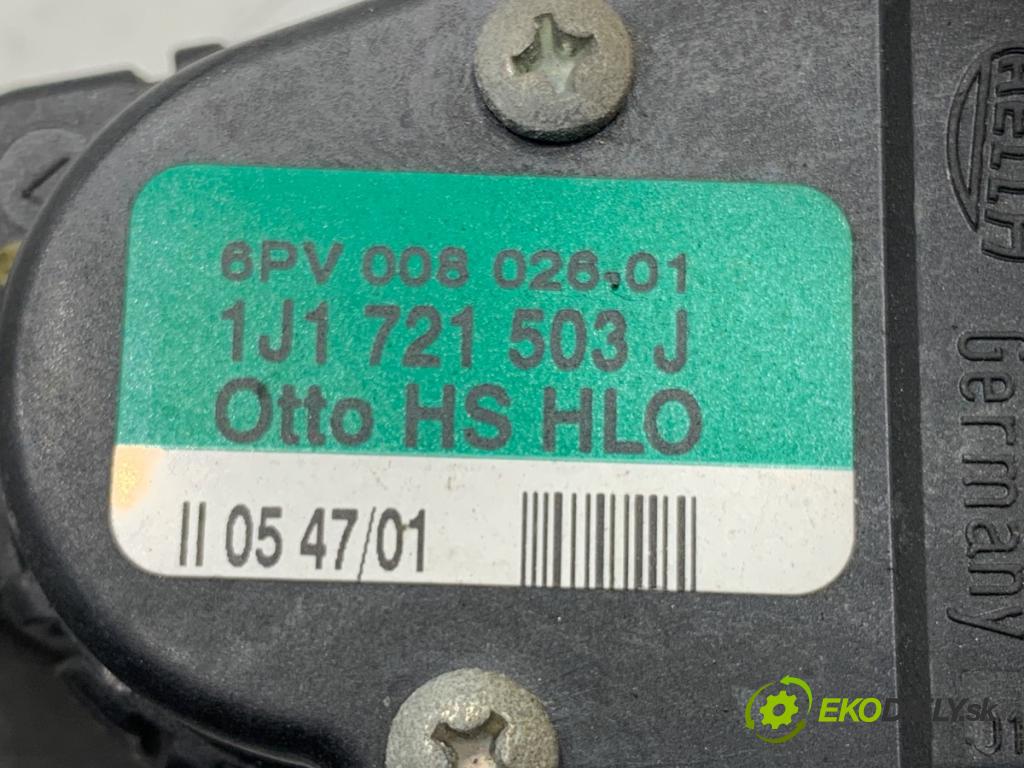 6PV 008 026-01
1J1 721 503 J
Otto HS HLO
II 05 47/01
HELLA
Germany
EKODIELY.sk